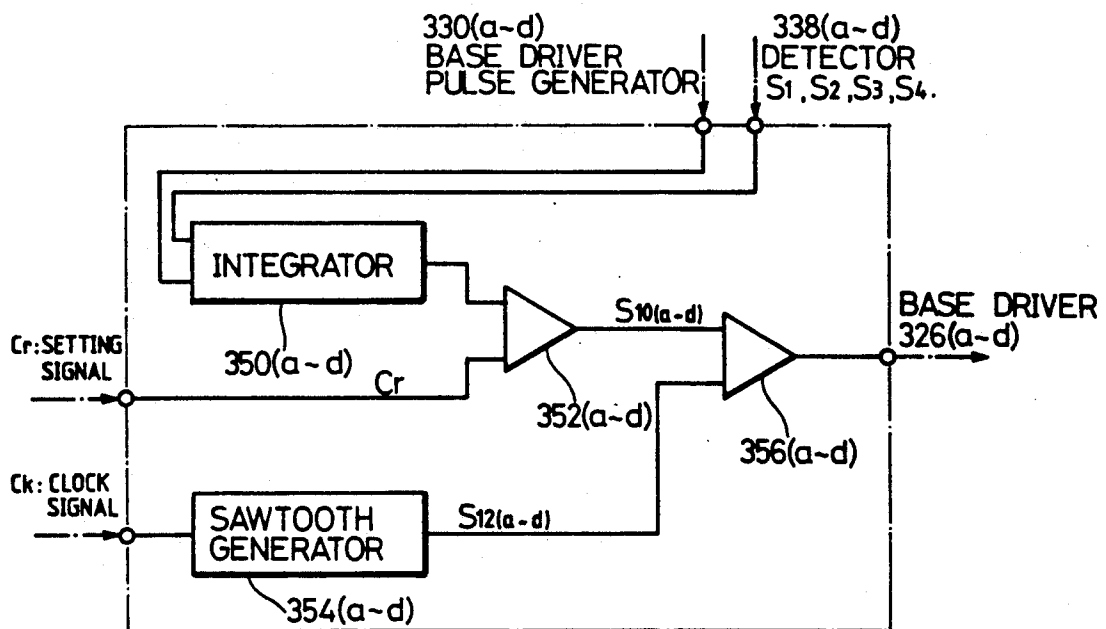 330(a~d)
BASE DRIVER
PULSE GENERATOR
338(a~d)
DETECTOR
S1, S2, S3, S4.
INTEGRATOR
350(a~d)
Cr:SETTING
SIGNAL
Cr
352(a~d)
S10(a-d)
BASE DRIVER
326(a~d)
356(a~d)
Ck: CLOCK
SIGNAL
SAWTOOTH
GENERATOR
S12(a-d)
354(a~d)